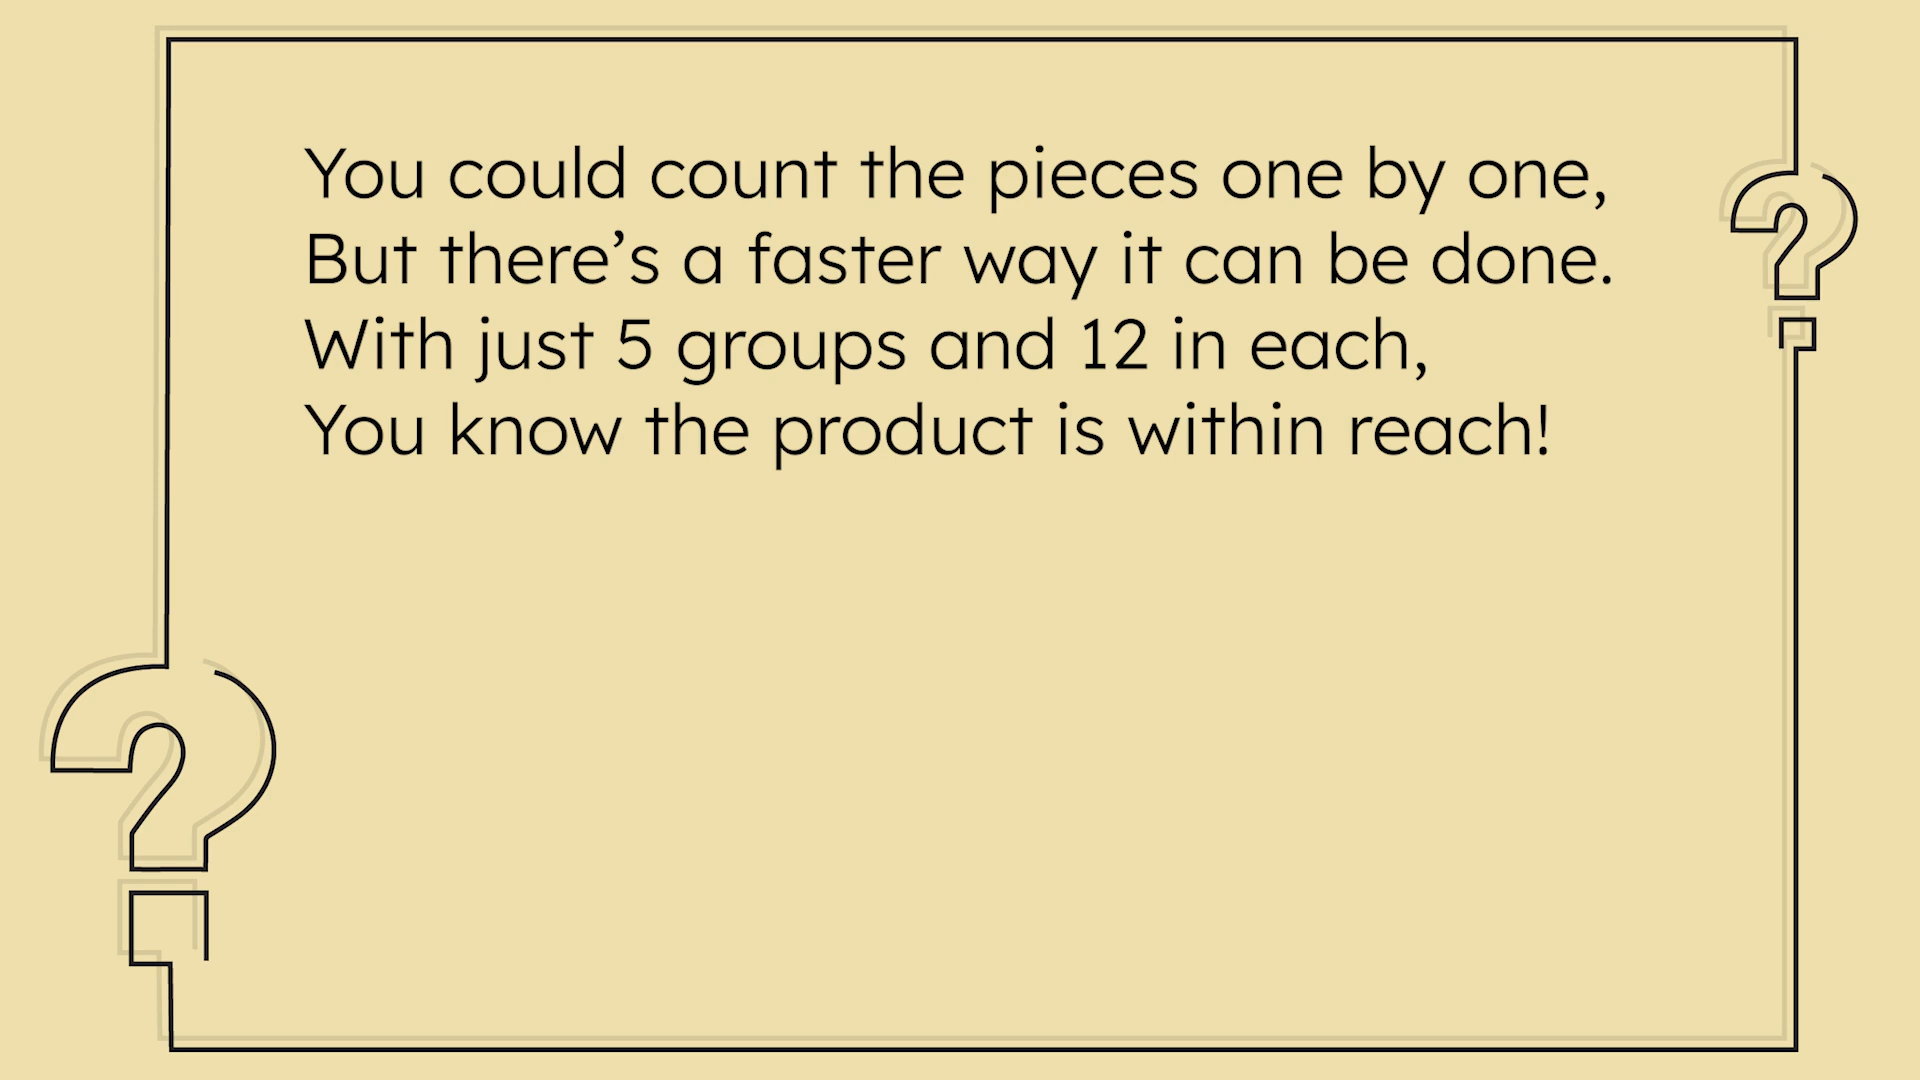 You could count the pieces one by one,
But there’s a faster way it can be done.
With just 5 groups and 12 in each,
You know the product is within reach!